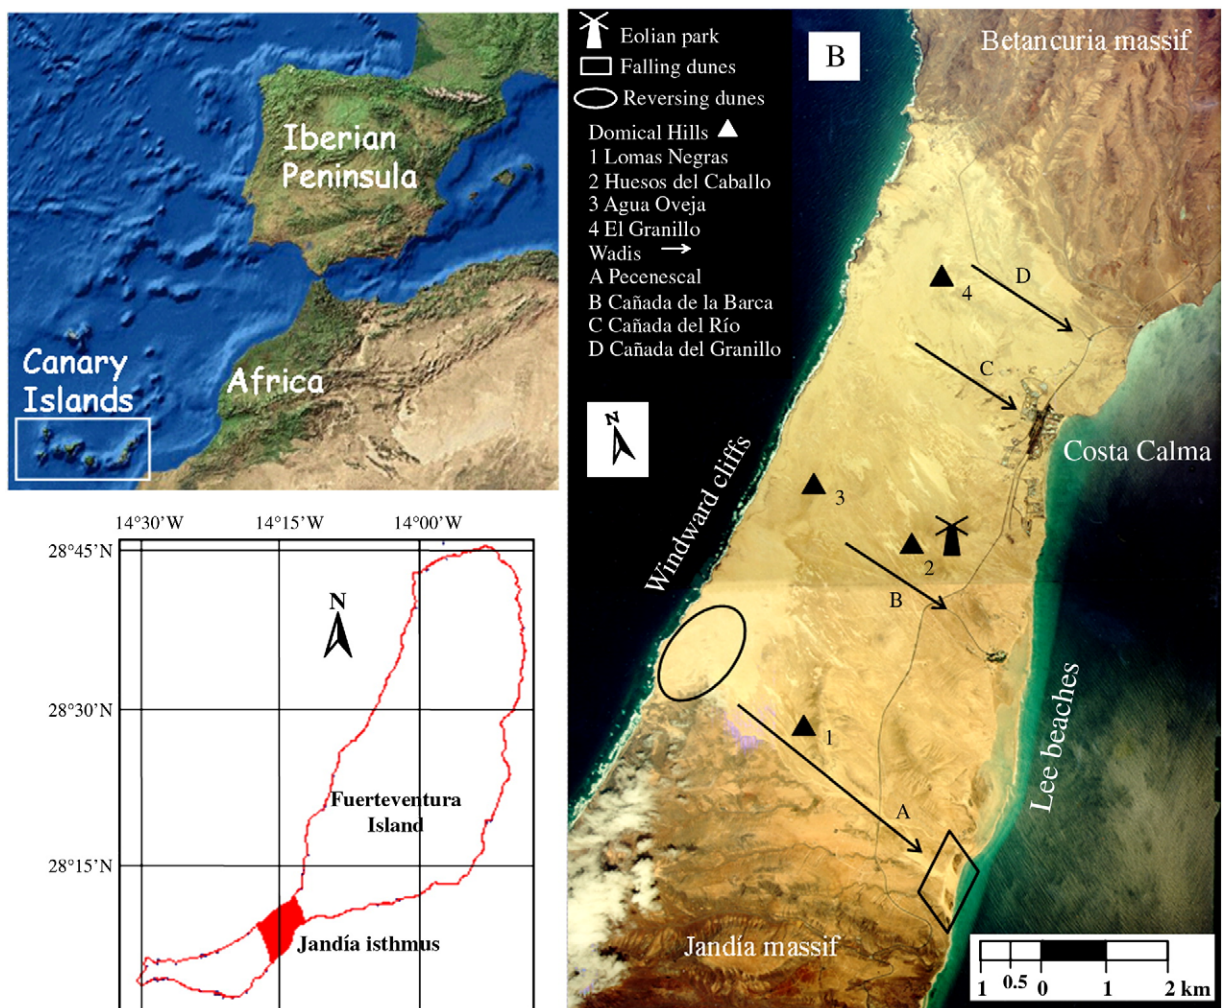 Iberian
Peninsula
Canary
Islands
Africa
14°30'W
14°15'W
14°00'W
28°45'N
28°30'N
28°15'N
N
Fuerteventura
Island
Jandía isthmus
Eolian park
Falling dunes
Reversing dunes
Domical Hills
1 Lomas Negras
2 Huesos del Caballo
3 Agua Oveja
4 El Granillo
Wadis
A Pecenescal
B Cañada de la Barca
C Cañada del Río
D Cañada del Granillo
B
Betancuria massif
N
D
4
C
Costa Calma
3
2
B
Windward cliffs
1
A
Lee beaches
Jandía massif
1 0.5 0 1 2 km